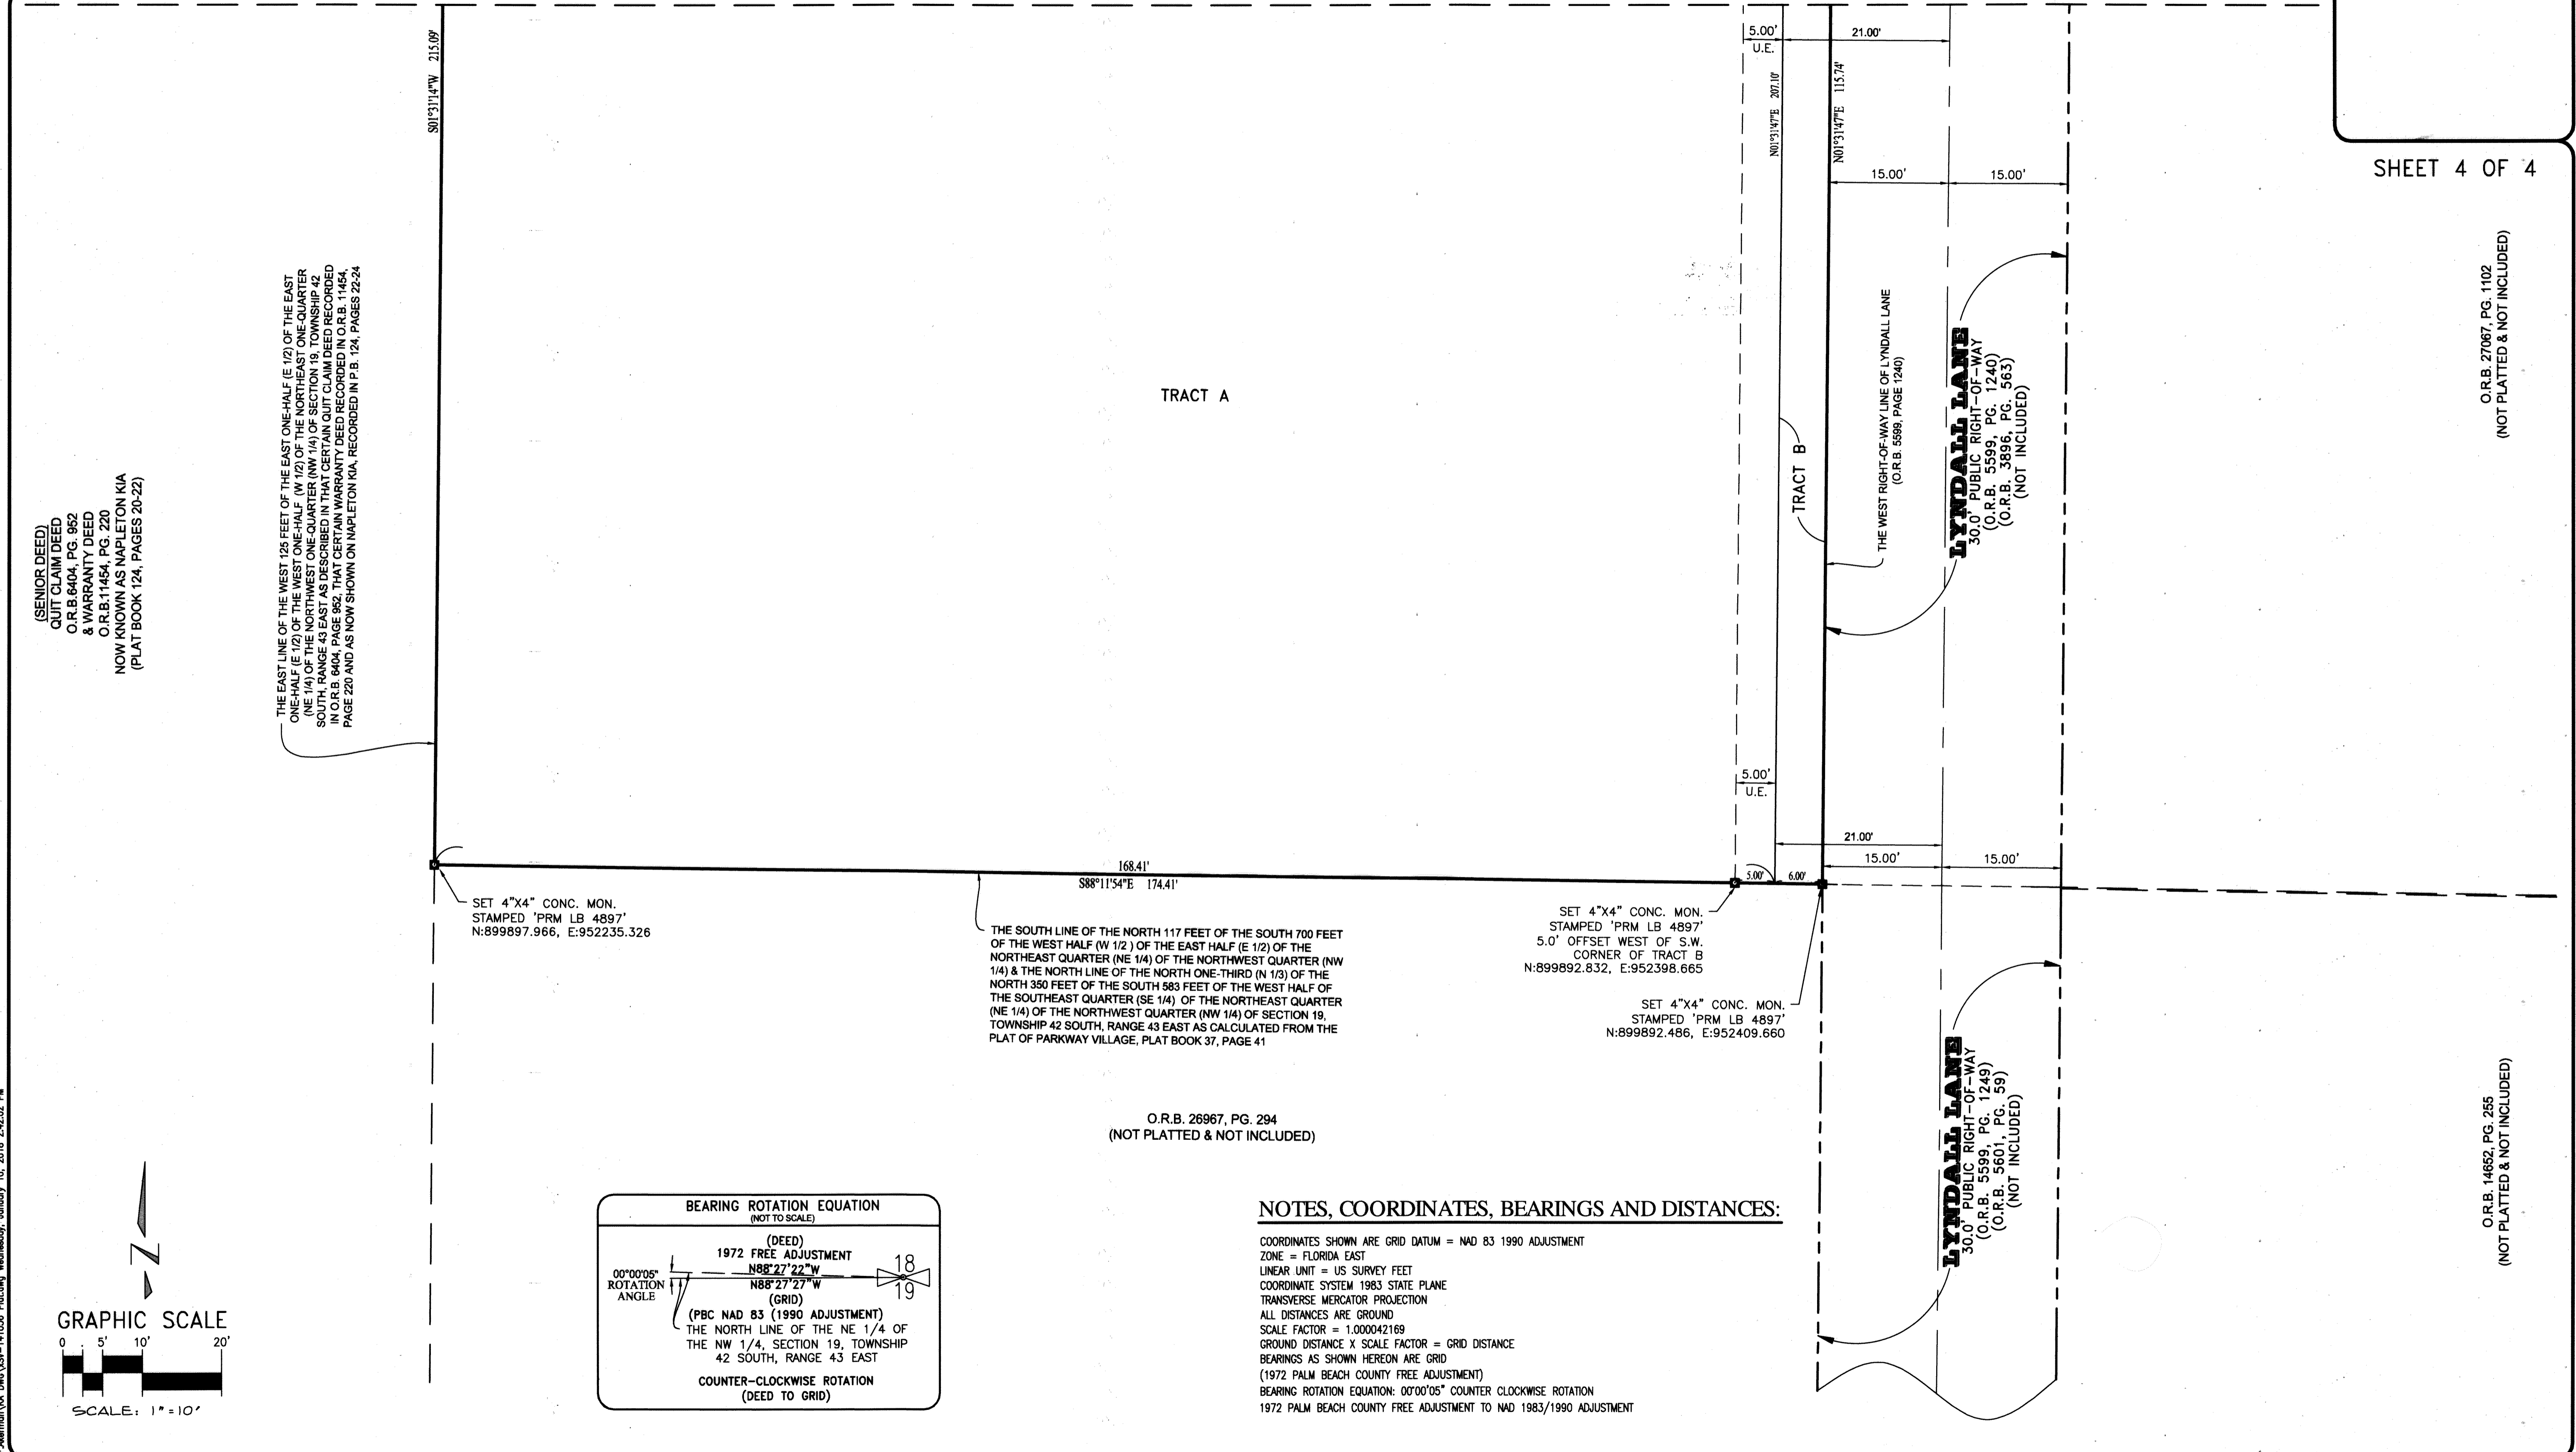 SHEET 4 OF 4
S01°31'14"W 215.09'
5.00'
U.E.
21.00'
N01°31'47"E 207.10'
N01°31'47"E 115.74'
15.00'
15.00'
(SENIOR DEED)
QUIT CLAIM DEED
O.R.B.6404, PG. 952
& WARRANTY DEED
O.R.B.11454, PG. 220
NOW KNOWN AS NAPLETON KIA
(PLAT BOOK 124, PAGES 20-22)
THE EAST LINE OF THE WEST 125 FEET OF THE EAST ONE-HALF (E 1/2) OF THE EAST
ONE-HALF (E 1/2) OF THE WEST ONE-HALF (W 1/2) OF THE NORTHEAST ONE-QUARTER
(NE 1/4) OF THE NORTHWEST ONE-QUARTER (NW 1/4) OF SECTION 19, TOWNSHIP 42
SOUTH, RANGE 43 EAST AS DESCRIBED IN THAT CERTAIN QUIT CLAIM DEED RECORDED
IN O.R.B. 6404, PAGE 952, THAT CERTAIN WARRANTY DEED RECORDED IN O.R.B. 11454,
PAGE 220 AND AS NOW SHOWN ON NAPLETON KIA, RECORDED IN P.B. 124, PAGES 22-24
TRACT A
TRACT B
THE WEST RIGHT-OF-WAY LINE OF LYNDALL LANE
(O.R.B. 5599, PAGE 1240)
LYNDALL LANE
30.0' PUBLIC RIGHT-OF-WAY
(O.R.B. 5599, PG. 1240)
(O.R.B. 3896, PG. 563)
(NOT INCLUDED)
O.R.B. 27067, PG. 1102
(NOT PLATTED & NOT INCLUDED)
5.00'
U.E.
21.00'
15.00'
15.00'
168.41'
S88°11'54"E 174.41'
5.00'
6.00'
SET 4"X4" CONC. MON.
STAMPED 'PRM LB 4897'
N:899897.966, E:952235.326
THE SOUTH LINE OF THE NORTH 117 FEET OF THE SOUTH 700 FEET
OF THE WEST HALF (W 1/2 ) OF THE EAST HALF (E 1/2) OF THE
NORTHEAST QUARTER (NE 1/4) OF THE NORTHWEST QUARTER (NW
1/4) & THE NORTH LINE OF THE NORTH ONE-THIRD (N 1/3) OF THE
NORTH 350 FEET OF THE SOUTH 583 FEET OF THE WEST HALF OF
THE SOUTHEAST QUARTER (SE 1/4) OF THE NORTHEAST QUARTER
(NE 1/4) OF THE NORTHWEST QUARTER (NW 1/4) OF SECTION 19,
TOWNSHIP 42 SOUTH, RANGE 43 EAST AS CALCULATED FROM THE
PLAT OF PARKWAY VILLAGE, PLAT BOOK 37, PAGE 41
SET 4"X4" CONC. MON.
STAMPED 'PRM LB 4897'
5.0' OFFSET WEST OF S.W.
CORNER OF TRACT B
N:899892.832, E:952398.665
SET 4"X4" CONC. MON.
STAMPED 'PRM LB 4897'
N:899892.486, E:952409.660
O.R.B. 26967, PG. 294
(NOT PLATTED & NOT INCLUDED)
LYNDALL LANE
30.0' PUBLIC RIGHT-OF-WAY
(O.R.B. 5599, PG. 1249)
(O.R.B. 5601, PG. 59)
(NOT INCLUDED)
O.R.B. 14652, PG. 255
(NOT PLATTED & NOT INCLUDED)
N
GRAPHIC SCALE
0 5' 10' 20'
SCALE: 1"=10'
BEARING ROTATION EQUATION
(NOT TO SCALE)
(DEED)
1972 FREE ADJUSTMENT
N88°27'22"W
00°00'05"
ROTATION
ANGLE
N88°27'27"W
18
19
(GRID)
(PBC NAD 83 (1990 ADJUSTMENT)
THE NORTH LINE OF THE NE 1/4 OF
THE NW 1/4, SECTION 19, TOWNSHIP
42 SOUTH, RANGE 43 EAST
COUNTER-CLOCKWISE ROTATION
(DEED TO GRID)
NOTES, COORDINATES, BEARINGS AND DISTANCES:
COORDINATES SHOWN ARE GRID DATUM = NAD 83 1990 ADJUSTMENT
ZONE = FLORIDA EAST
LINEAR UNIT = US SURVEY FEET
COORDINATE SYSTEM 1983 STATE PLANE
TRANSVERSE MERCATOR PROJECTION
ALL DISTANCES ARE GROUND
SCALE FACTOR = 1.000042169
GROUND DISTANCE X SCALE FACTOR = GRID DISTANCE
BEARINGS AS SHOWN HEREON ARE GRID
(1972 PALM BEACH COUNTY FREE ADJUSTMENT)
BEARING ROTATION EQUATION: 00°00'05" COUNTER CLOCKWISE ROTATION
1972 PALM BEACH COUNTY FREE ADJUSTMENT TO NAD 1983/1990 ADJUSTMENT